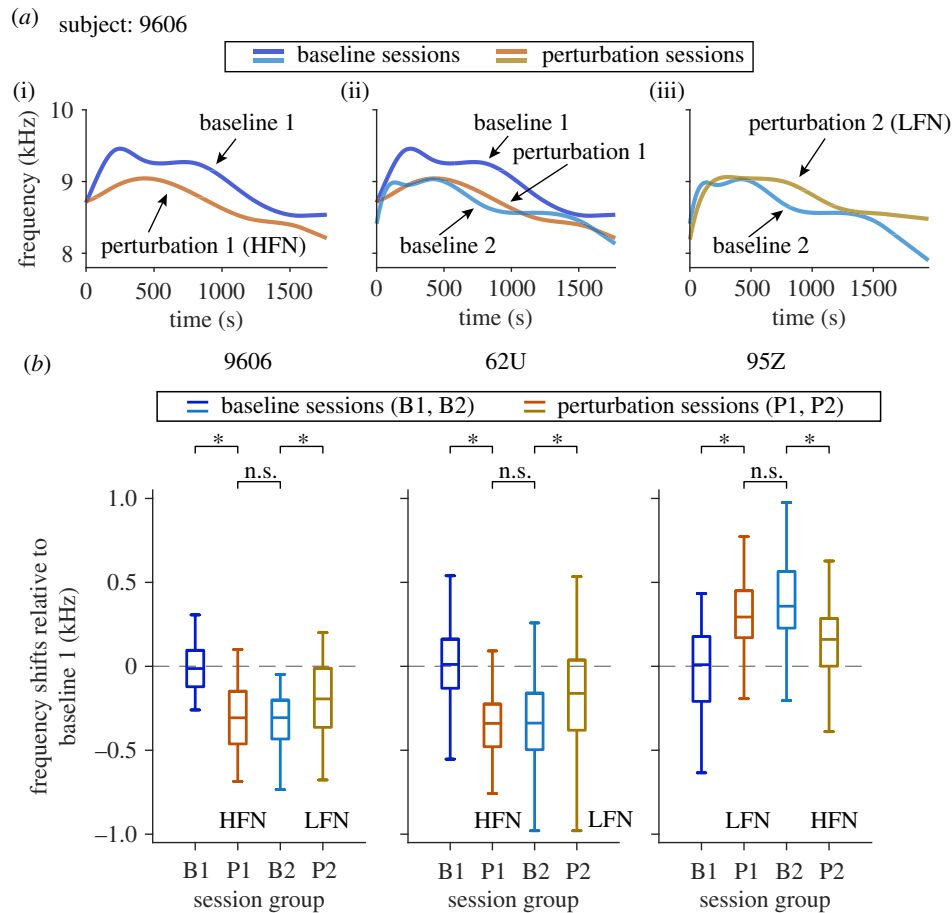 (a) subject: 9606
baseline sessions perturbation sessions
(i) (ii) (iii)
frequency (kHz)
10
9
8
baseline 1
perturbation 1 (HFN)
0 500 1000 1500
time (s)
baseline 1
perturbation 1
baseline 2
0 500 1000 1500
time (s)
perturbation 2 (LFN)
baseline 2
0 500 1000 1500
time (s)
(b) 9606 62U 95Z
baseline sessions (B1, B2) perturbation sessions (P1, P2)
* * * * * *
n.s. n.s. n.s.
frequency shifts relative to
baseline 1 (kHz)
1.0
0.5
0
−0.5
−1.0
HFN LFN HFN LFN LFN HFN
B1 P1 B2 P2 B1 P1 B2 P2 B1 P1 B2 P2
session group session group session group